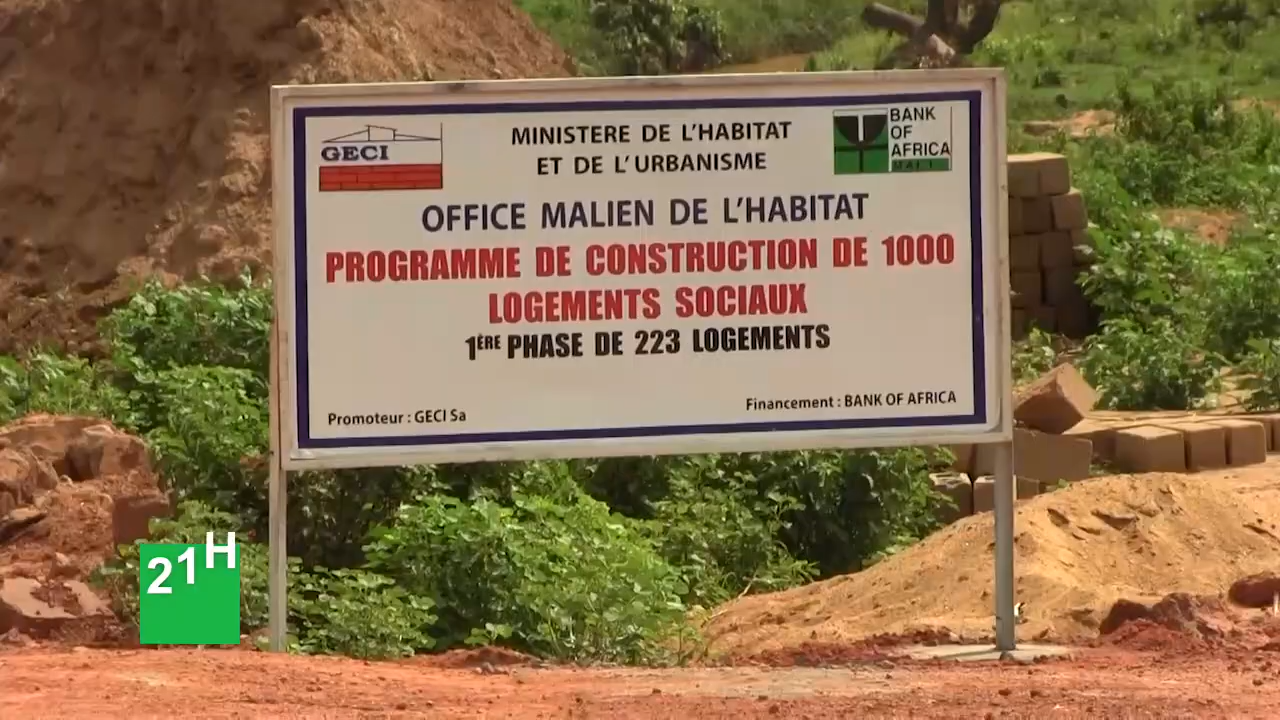 GECI
MINISTERE DE L'HABITAT
ET DE L'URBANISME
BANK
OF
AFRICA
MALI
OFFICE MALIEN DE L'HABITAT
PROGRAMME DE CONSTRUCTION DE 1000
LOGEMENTS SOCIAUX
1ÈRE PHASE DE 223 LOGEMENTS
Promoteur : GECI Sa
Financement : BANK OF AFRICA
21H